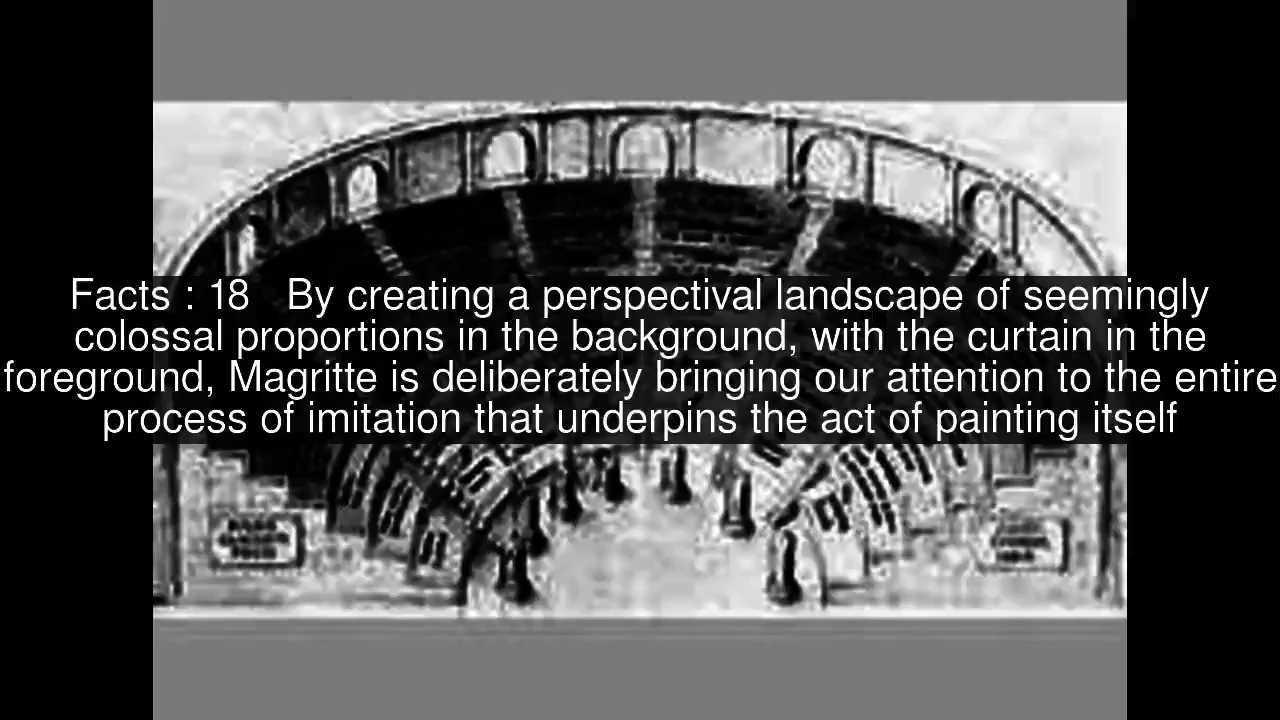 Facts : 18   By creating a perspectival landscape of seemingly
colossal proportions in the background, with the curtain in the
foreground, Magritte is deliberately bringing our attention to the entire
process of imitation that underpins the act of painting itself